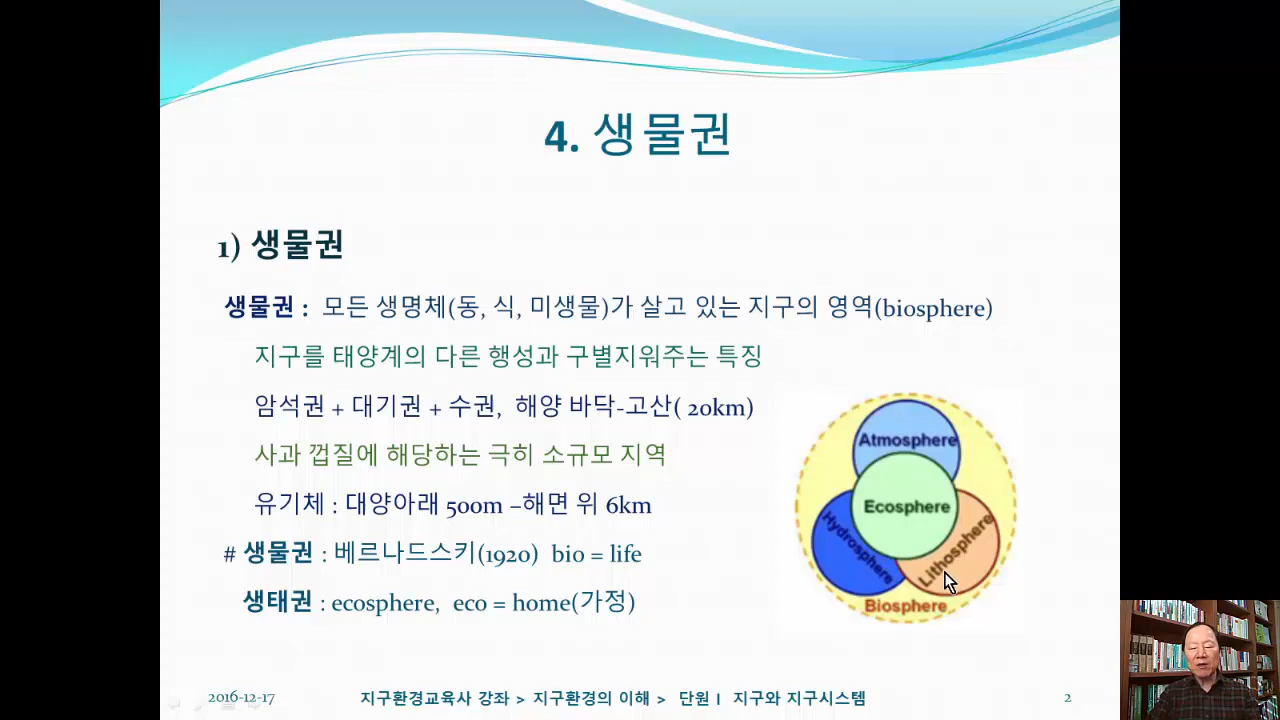 4. 생물권
1) 생물권
생물권 : 모든 생명체(동, 식, 미생물)가 살고 있는 지구의 영역(biosphere)
지구를 태양계의 다른 행성과 구별지워주는 특징
암석권 + 대기권 + 수권, 해양 바닥-고산( 20km)
사과 껍질에 해당하는 극히 소규모 지역
유기체 : 대양아래 500m –해면 위 6km
# 생물권 : 베르나드스키(1920) bio = life
생태권 : ecosphere, eco = home(가정)
Atmosphere
Ecosphere
Hydrosphere
Lithosphere
Biosphere
2016-12-17 지구환경교육사 강좌 > 지구환경의 이해 > 단원 I 지구와 지구시스템 2